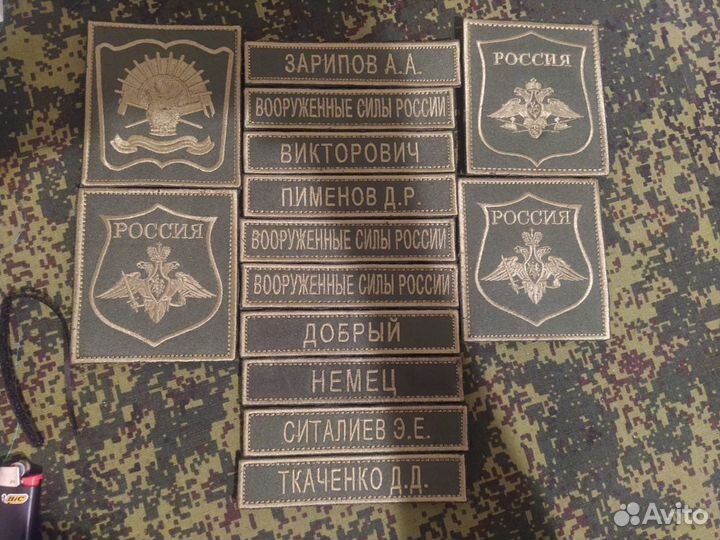 ЗАРИПОВ А.А.
ВООРУЖЕННЫЕ СИЛЫ РОССИИ
ВИКТОРОВИЧ
ПИМЕНОВ Д.Р.
ВООРУЖЕННЫЕ СИЛЫ РОССИИ
ВООРУЖЕННЫЕ СИЛЫ РОССИИ
ДОБРЫЙ
НЕМЕЦ
СИТАЛИЕВ Э.Е.
ТКАЧЕНКО Д.Д.
РОССИЯ
РОССИЯ
РОССИЯ
BIC
Avito